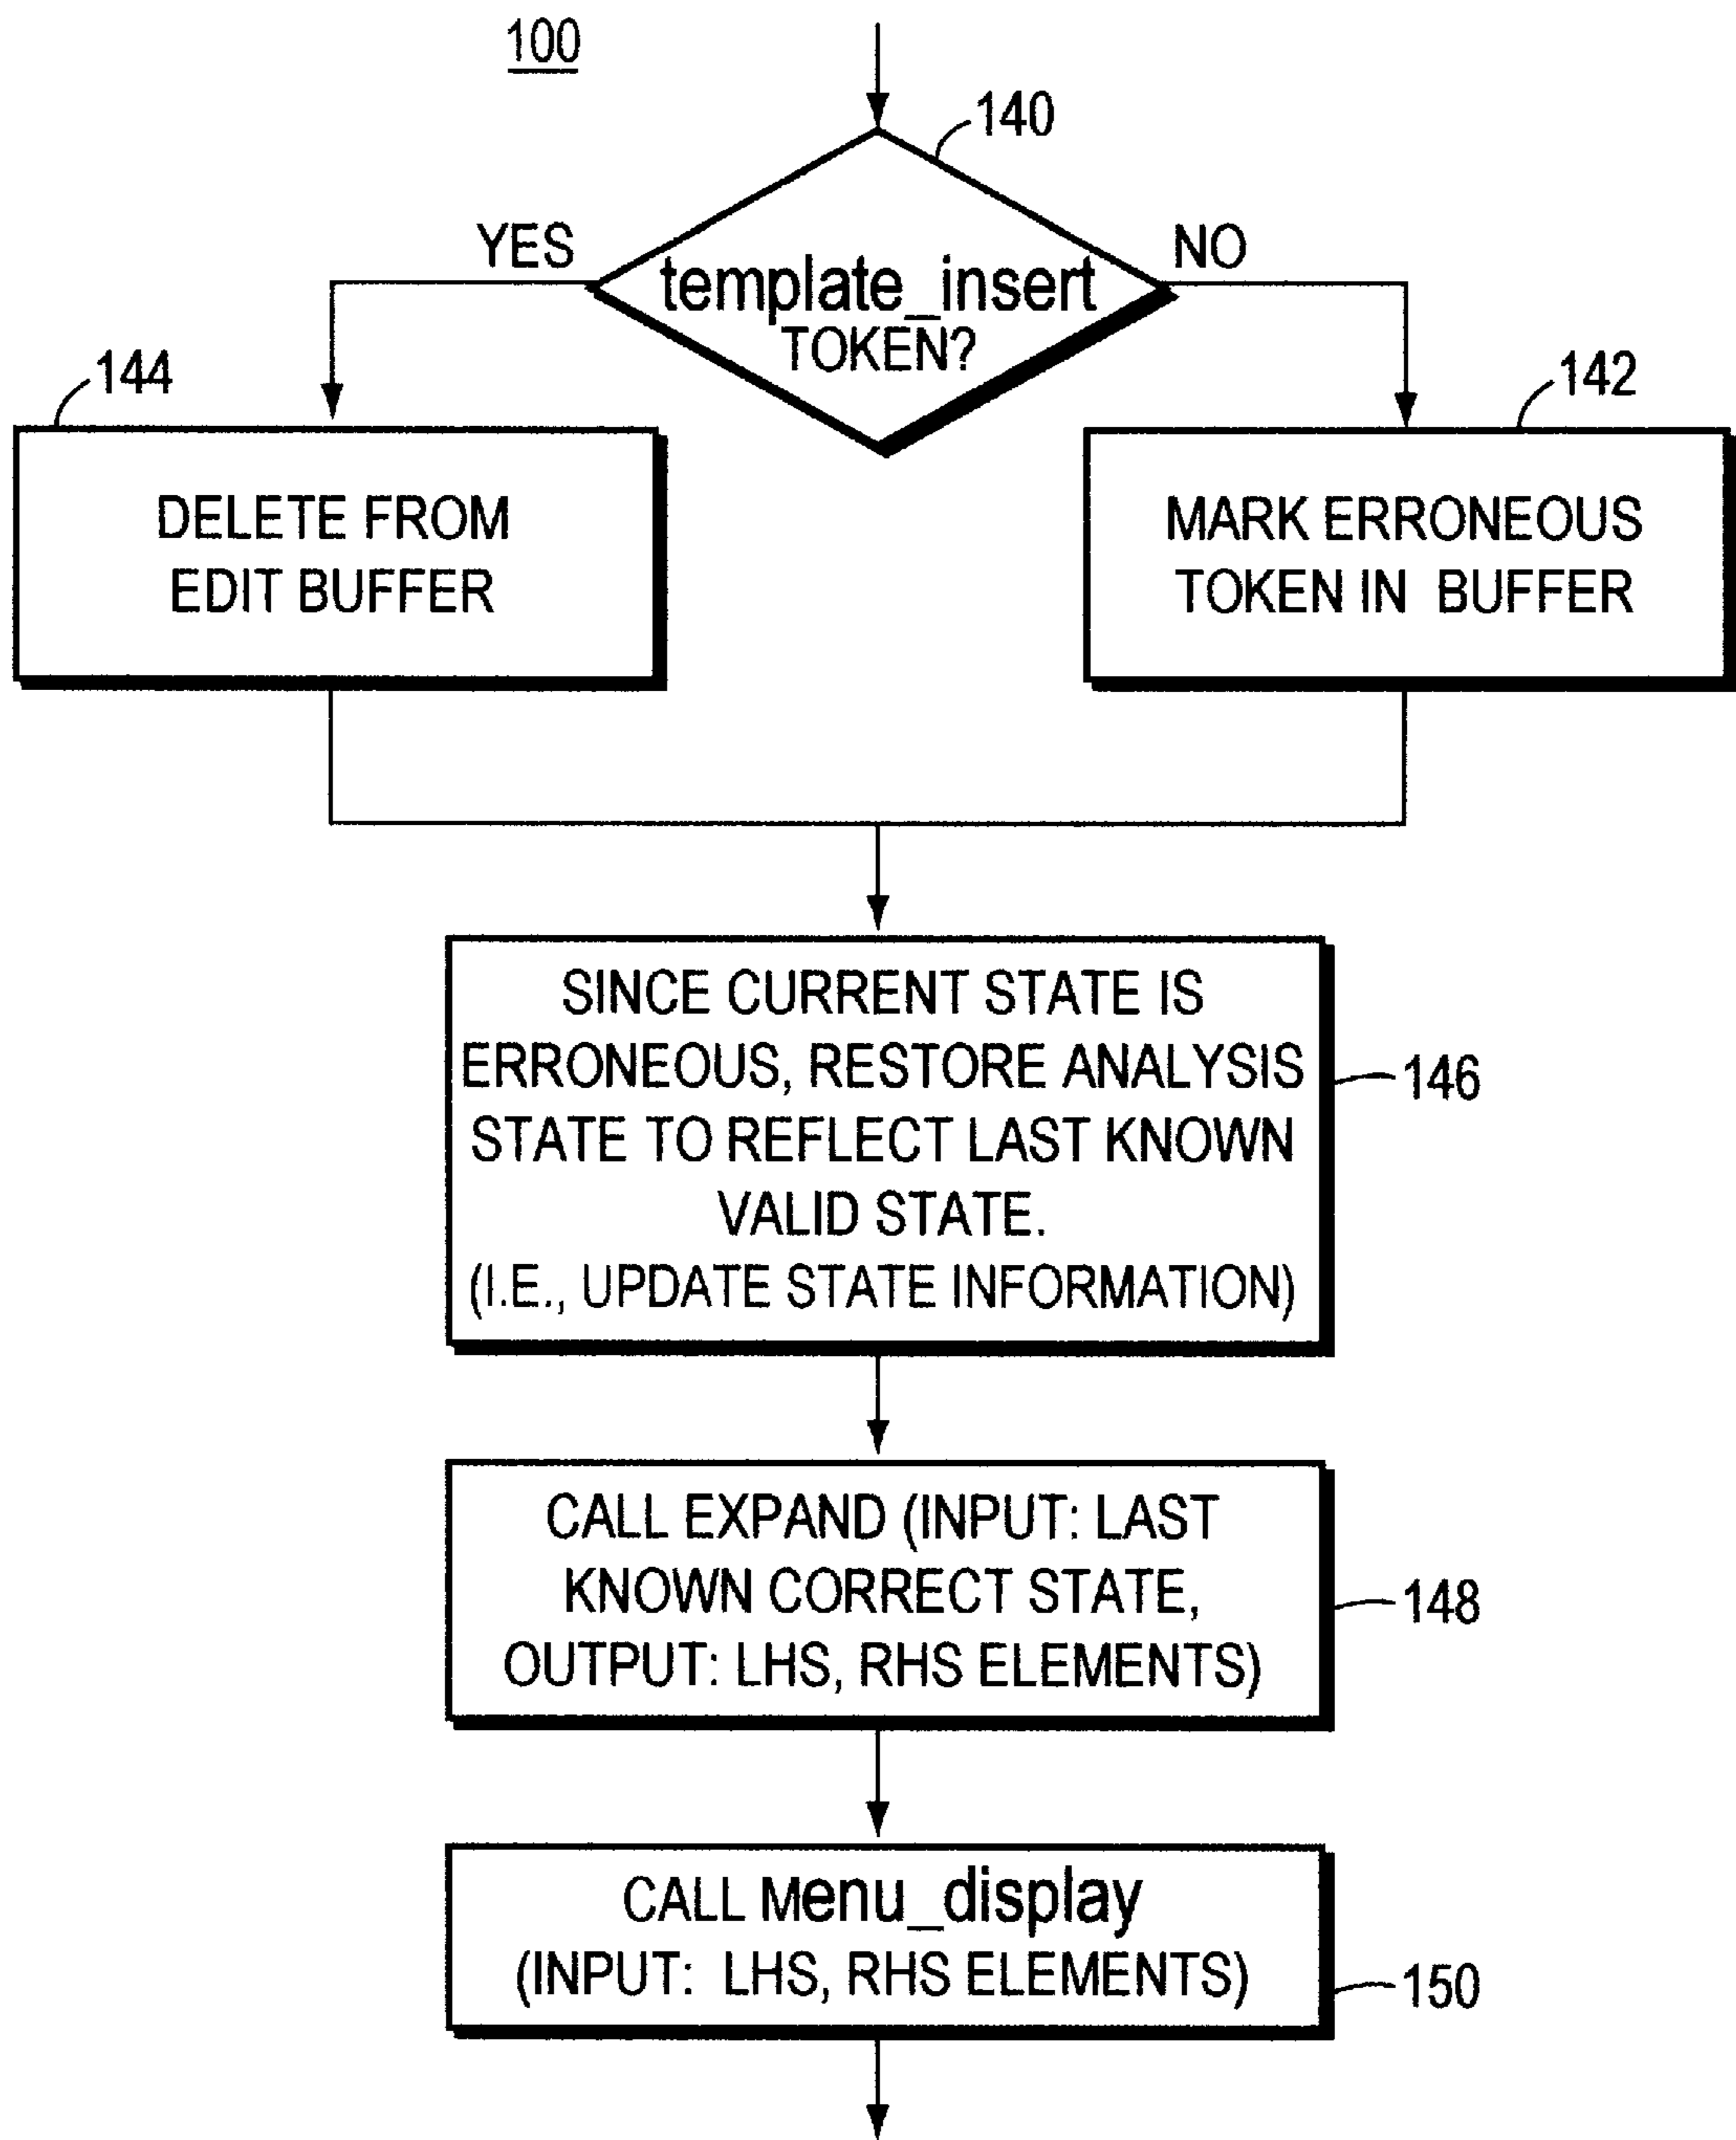 100
140
YES
NO
template_insert
TOKEN?
144
142
DELETE FROM
EDIT BUFFER
MARK ERRONEOUS
TOKEN IN BUFFER
SINCE CURRENT STATE IS
ERRONEOUS, RESTORE ANALYSIS
STATE TO REFLECT LAST KNOWN
VALID STATE.
(I.E., UPDATE STATE INFORMATION)
146
CALL EXPAND (INPUT: LAST
KNOWN CORRECT STATE,
OUTPUT: LHS, RHS ELEMENTS)
148
CALL Menu_display
(INPUT: LHS, RHS ELEMENTS)
150